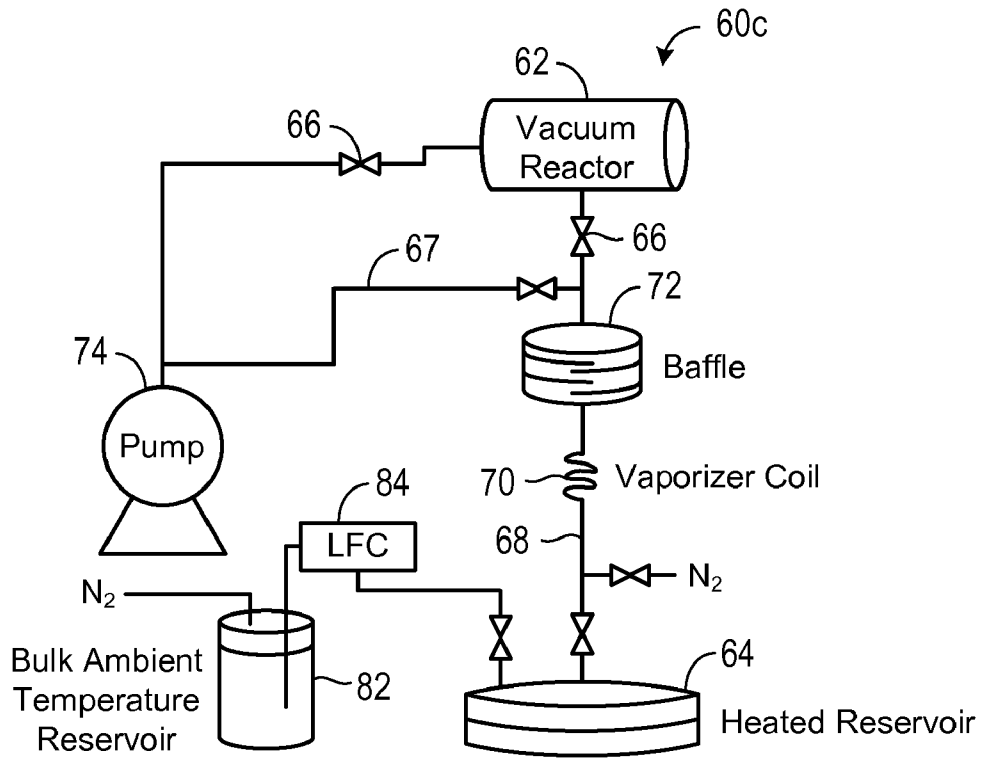 60c
62
Vacuum
Reactor
66
66
67
72
Baffle
74
Pump
70
Vaporizer Coil
84
LFC
68
N2
N2
Bulk Ambient
Temperature
Reservoir
82
64
Heated Reservoir